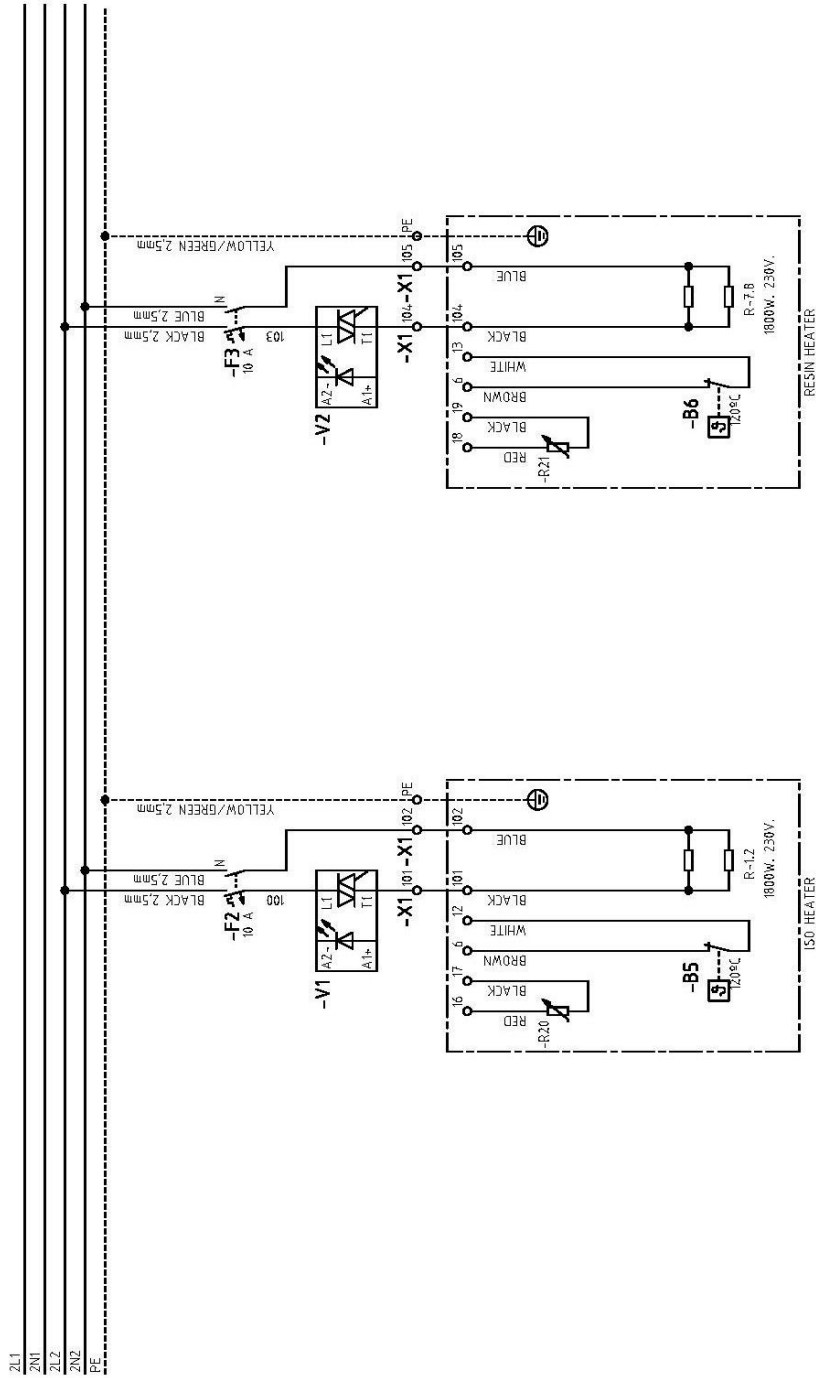 2L1
2N1
2L2
2N2
PE
YELLOW/GREEN 2,5mm
BLUE 2,5mm
BLACK 2,5mm
N
-F3
10 A
103
-V2
A2-
A1+
L1
T1
-X1
104
-X1
105
PE
18
19
6
13
104
105
RED
BLACK
BROWN
WHITE
BLACK
BLUE
-R21
-B6
120ºC
R-7.8
1800W. 230V.
RESIN HEATER
YELLOW/GREEN 2,5mm
BLUE 2,5mm
BLACK 2,5mm
N
-F2
10 A
100
-V1
A2-
A1+
L1
T1
-X1
101
-X1
102
PE
16
17
6
12
101
102
RED
BLACK
BROWN
WHITE
BLACK
BLUE
-R20
-B5
120ºC
R-1.2
1800W. 230V.
ISO HEATER